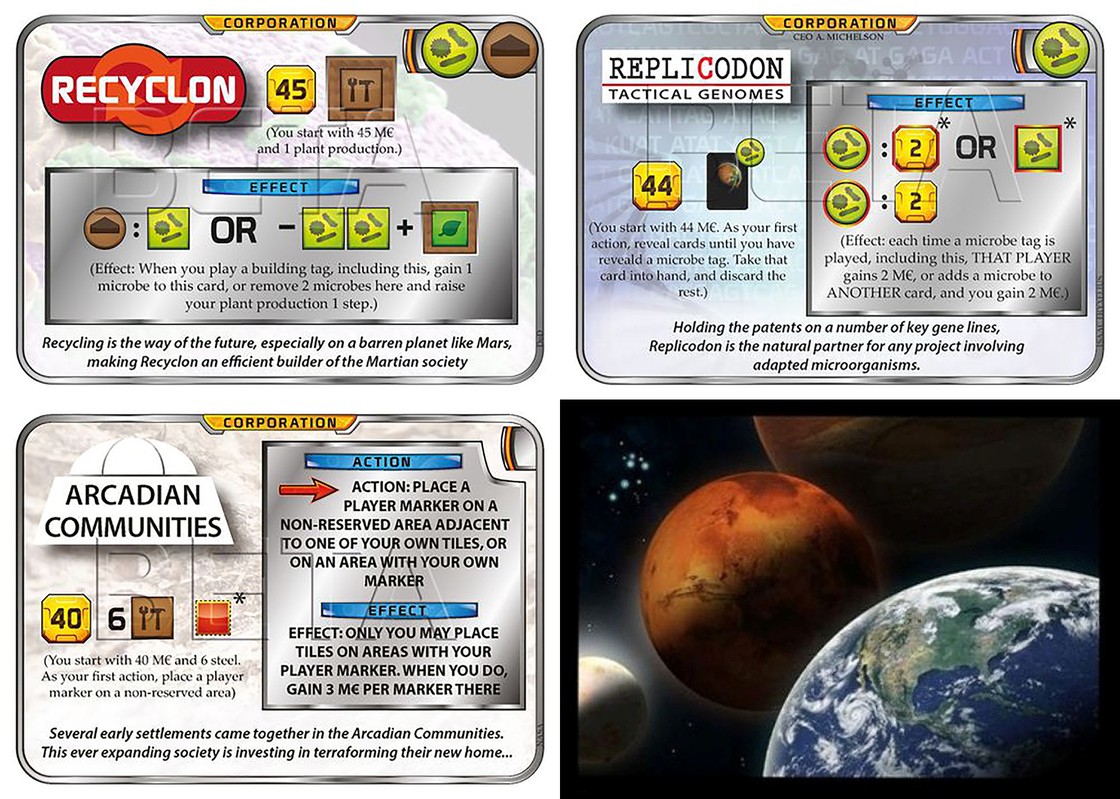 CORPORATION
RECYCLON
45
(You start with 45 M€
and 1 plant production.)
EFFECT
: OR - +
(Effect: When you play a building tag, including this, gain 1
microbe to this card, or remove 2 microbes here and raise
your plant production 1 step.)
Recycling is the way of the future, especially on a barren planet like Mars,
making Recyclon an efficient builder of the Martian society
BETA
CORPORATION
CEO A. MICHELSON
REPLICODON
TACTICAL GENOMES
44
(You start with 44 M€. As your first
action, reveal cards until you have
reveald a microbe tag. Take that
card into hand, and discard the
rest.)
EFFECT
: 2* OR *
: 2
(Effect: each time a microbe tag is
played, including this, THAT PLAYER
gains 2 M€, or adds a microbe to
ANOTHER card, and you gain 2 M€.)
Holding the patents on a number of key gene lines,
Replicodon is the natural partner for any project involving
adapted microorganisms.
BETA
CORPORATION
ARCADIAN
COMMUNITIES
40 6 *
(You start with 40 M€ and 6 steel.
As your first action, place a player
marker on a non-reserved area)
ACTION
ACTION: PLACE A
PLAYER MARKER ON A
NON-RESERVED AREA ADJACENT
TO ONE OF YOUR OWN TILES, OR
ON AN AREA WITH YOUR OWN
MARKER
EFFECT
EFFECT: ONLY YOU MAY PLACE
TILES ON AREAS WITH YOUR
PLAYER MARKER. WHEN YOU DO,
GAIN 3 M€ PER MARKER THERE
Several early settlements came together in the Arcadian Communities.
This ever expanding society is investing in terraforming their new home...
BETA